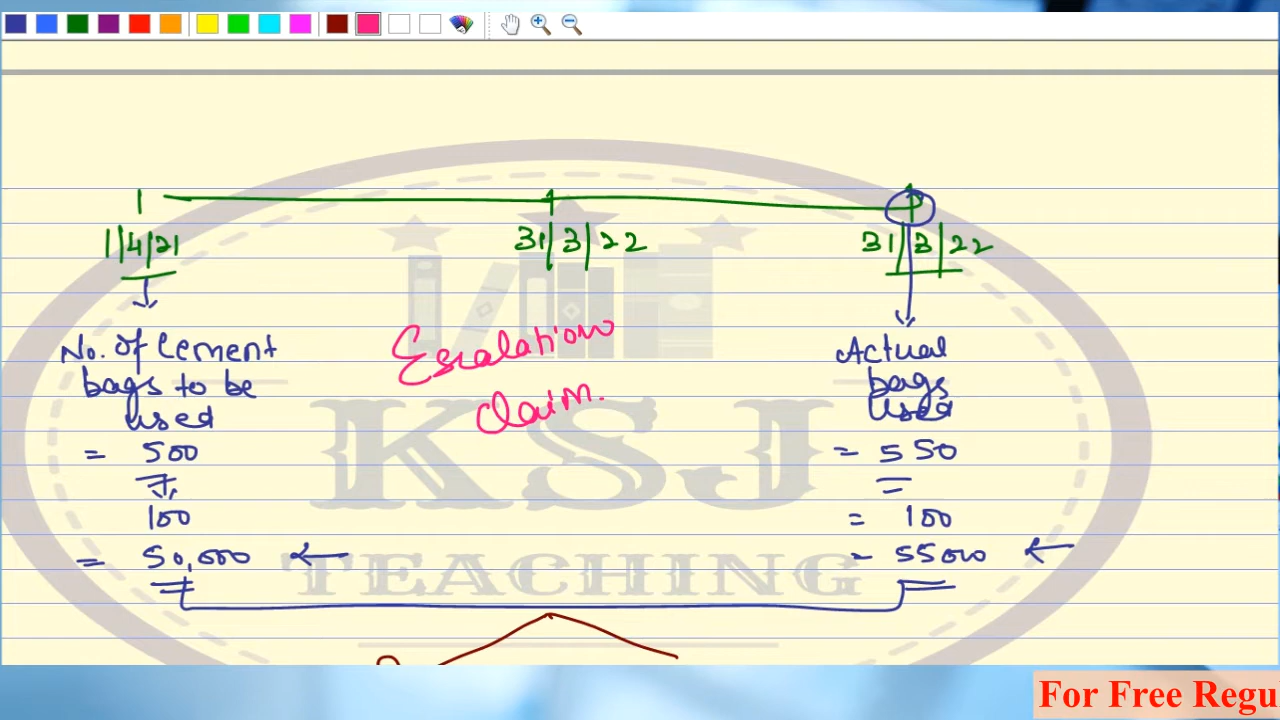 1|4|21
31|3|22
31|3|22
No. of Cement
bags to be
used
= 500
100
= 50,000
Escalation
Claim.
Actual
bags
used
= 550
= 100
= 55000
KSJ
TEACHING
For Free Regu